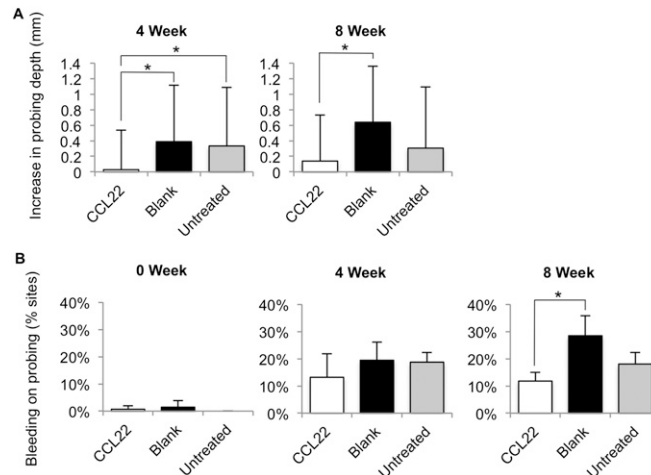 A
Increase in probing depth (mm)
4 Week
*
*
1.4
1.2
1
0.8
0.6
0.4
0.2
0
CCL22
Blank
Untreated
8 Week
*
1.4
1.2
1
0.8
0.6
0.4
0.2
0
CCL22
Blank
Untreated
B
Bleeding on probing (% sites)
0 Week
40%
30%
20%
10%
0%
CCL22
Blank
Untreated
4 Week
40%
30%
20%
10%
0%
CCL22
Blank
Untreated
8 Week
*
40%
30%
20%
10%
0%
CCL22
Blank
Untreated